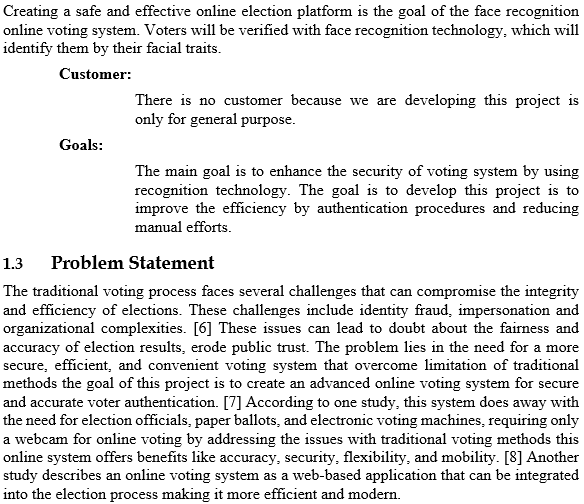 Creating a safe and effective online election platform is the goal of the face recognition
online voting system. Voters will be verified with face recognition technology, which will
identify them by their facial traits.
Customer:
There is no customer because we are developing this project is
only for general purpose.
Goals:
The main goal is to enhance the security of voting system by using
recognition technology. The goal is to develop this project is to
improve the efficiency by authentication procedures and reducing
manual efforts.
1.3 Problem Statement
The traditional voting process faces several challenges that can compromise the integrity
and efficiency of elections. These challenges include identity fraud, impersonation and
organizational complexities. [6] These issues can lead to doubt about the fairness and
accuracy of election results, erode public trust. The problem lies in the need for a more
secure, efficient, and convenient voting system that overcome limitation of traditional
methods the goal of this project is to create an advanced online voting system for secure
and accurate voter authentication. [7] According to one study, this system does away with
the need for election officials, paper ballots, and electronic voting machines, requiring only
a webcam for online voting by addressing the issues with traditional voting methods this
online system offers benefits like accuracy, security, flexibility, and mobility. [8] Another
study describes an online voting system as a web-based application that can be integrated
into the election process making it more efficient and modern.